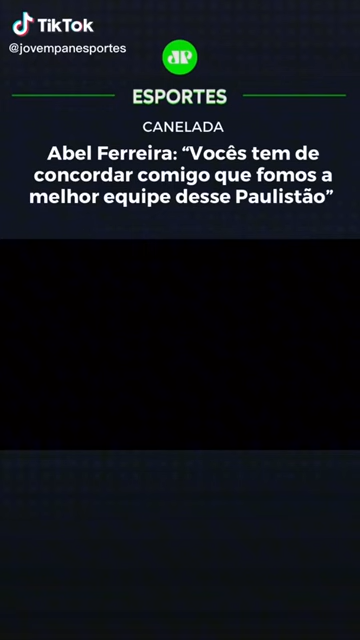 TikTok
@jovempanesportes
JP
ESPORTES
CANELADA
Abel Ferreira: “Vocês tem de
concordar comigo que fomos a
melhor equipe desse Paulistão”